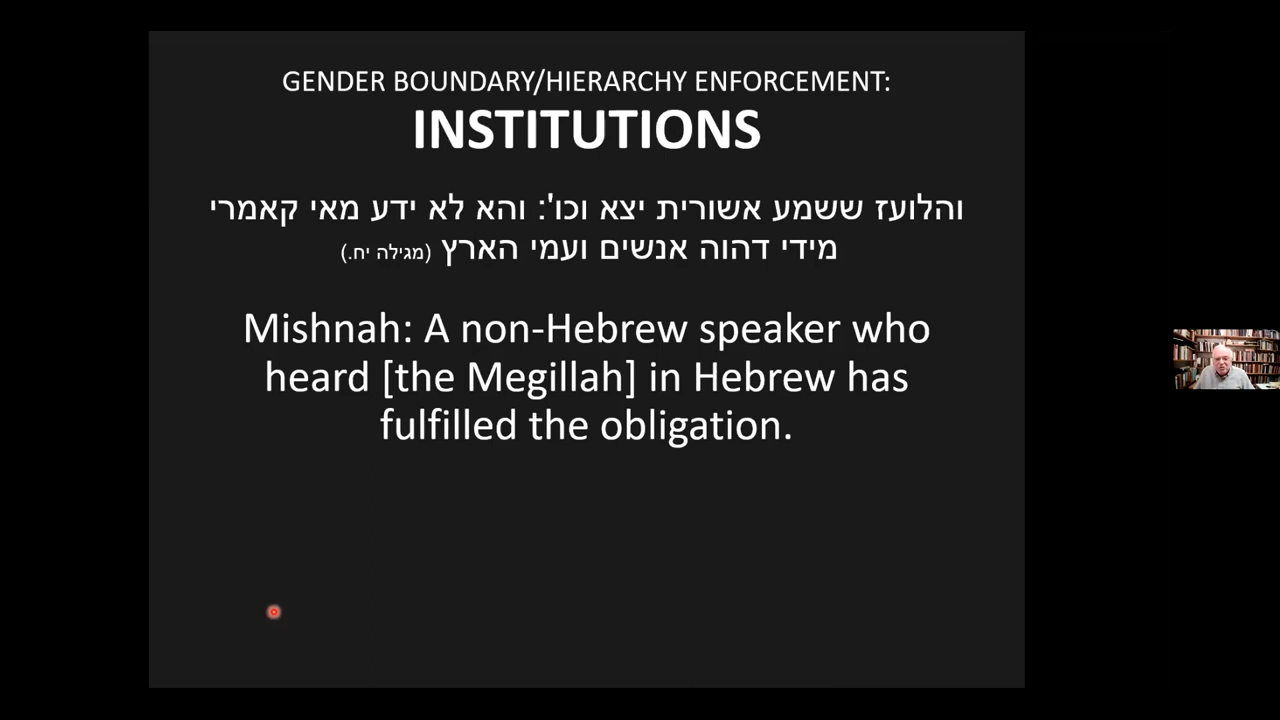 GENDER BOUNDARY/HIERARCHY ENFORCEMENT:
INSTITUTIONS
והלועז ששמע אשורית יצא וכו': והא לא ידע מאי קאמרי
מידי דהוה אנשים ועמי הארץ (מגילה יח.)
Mishnah: A non-Hebrew speaker who
heard [the Megillah] in Hebrew has
fulfilled the obligation.